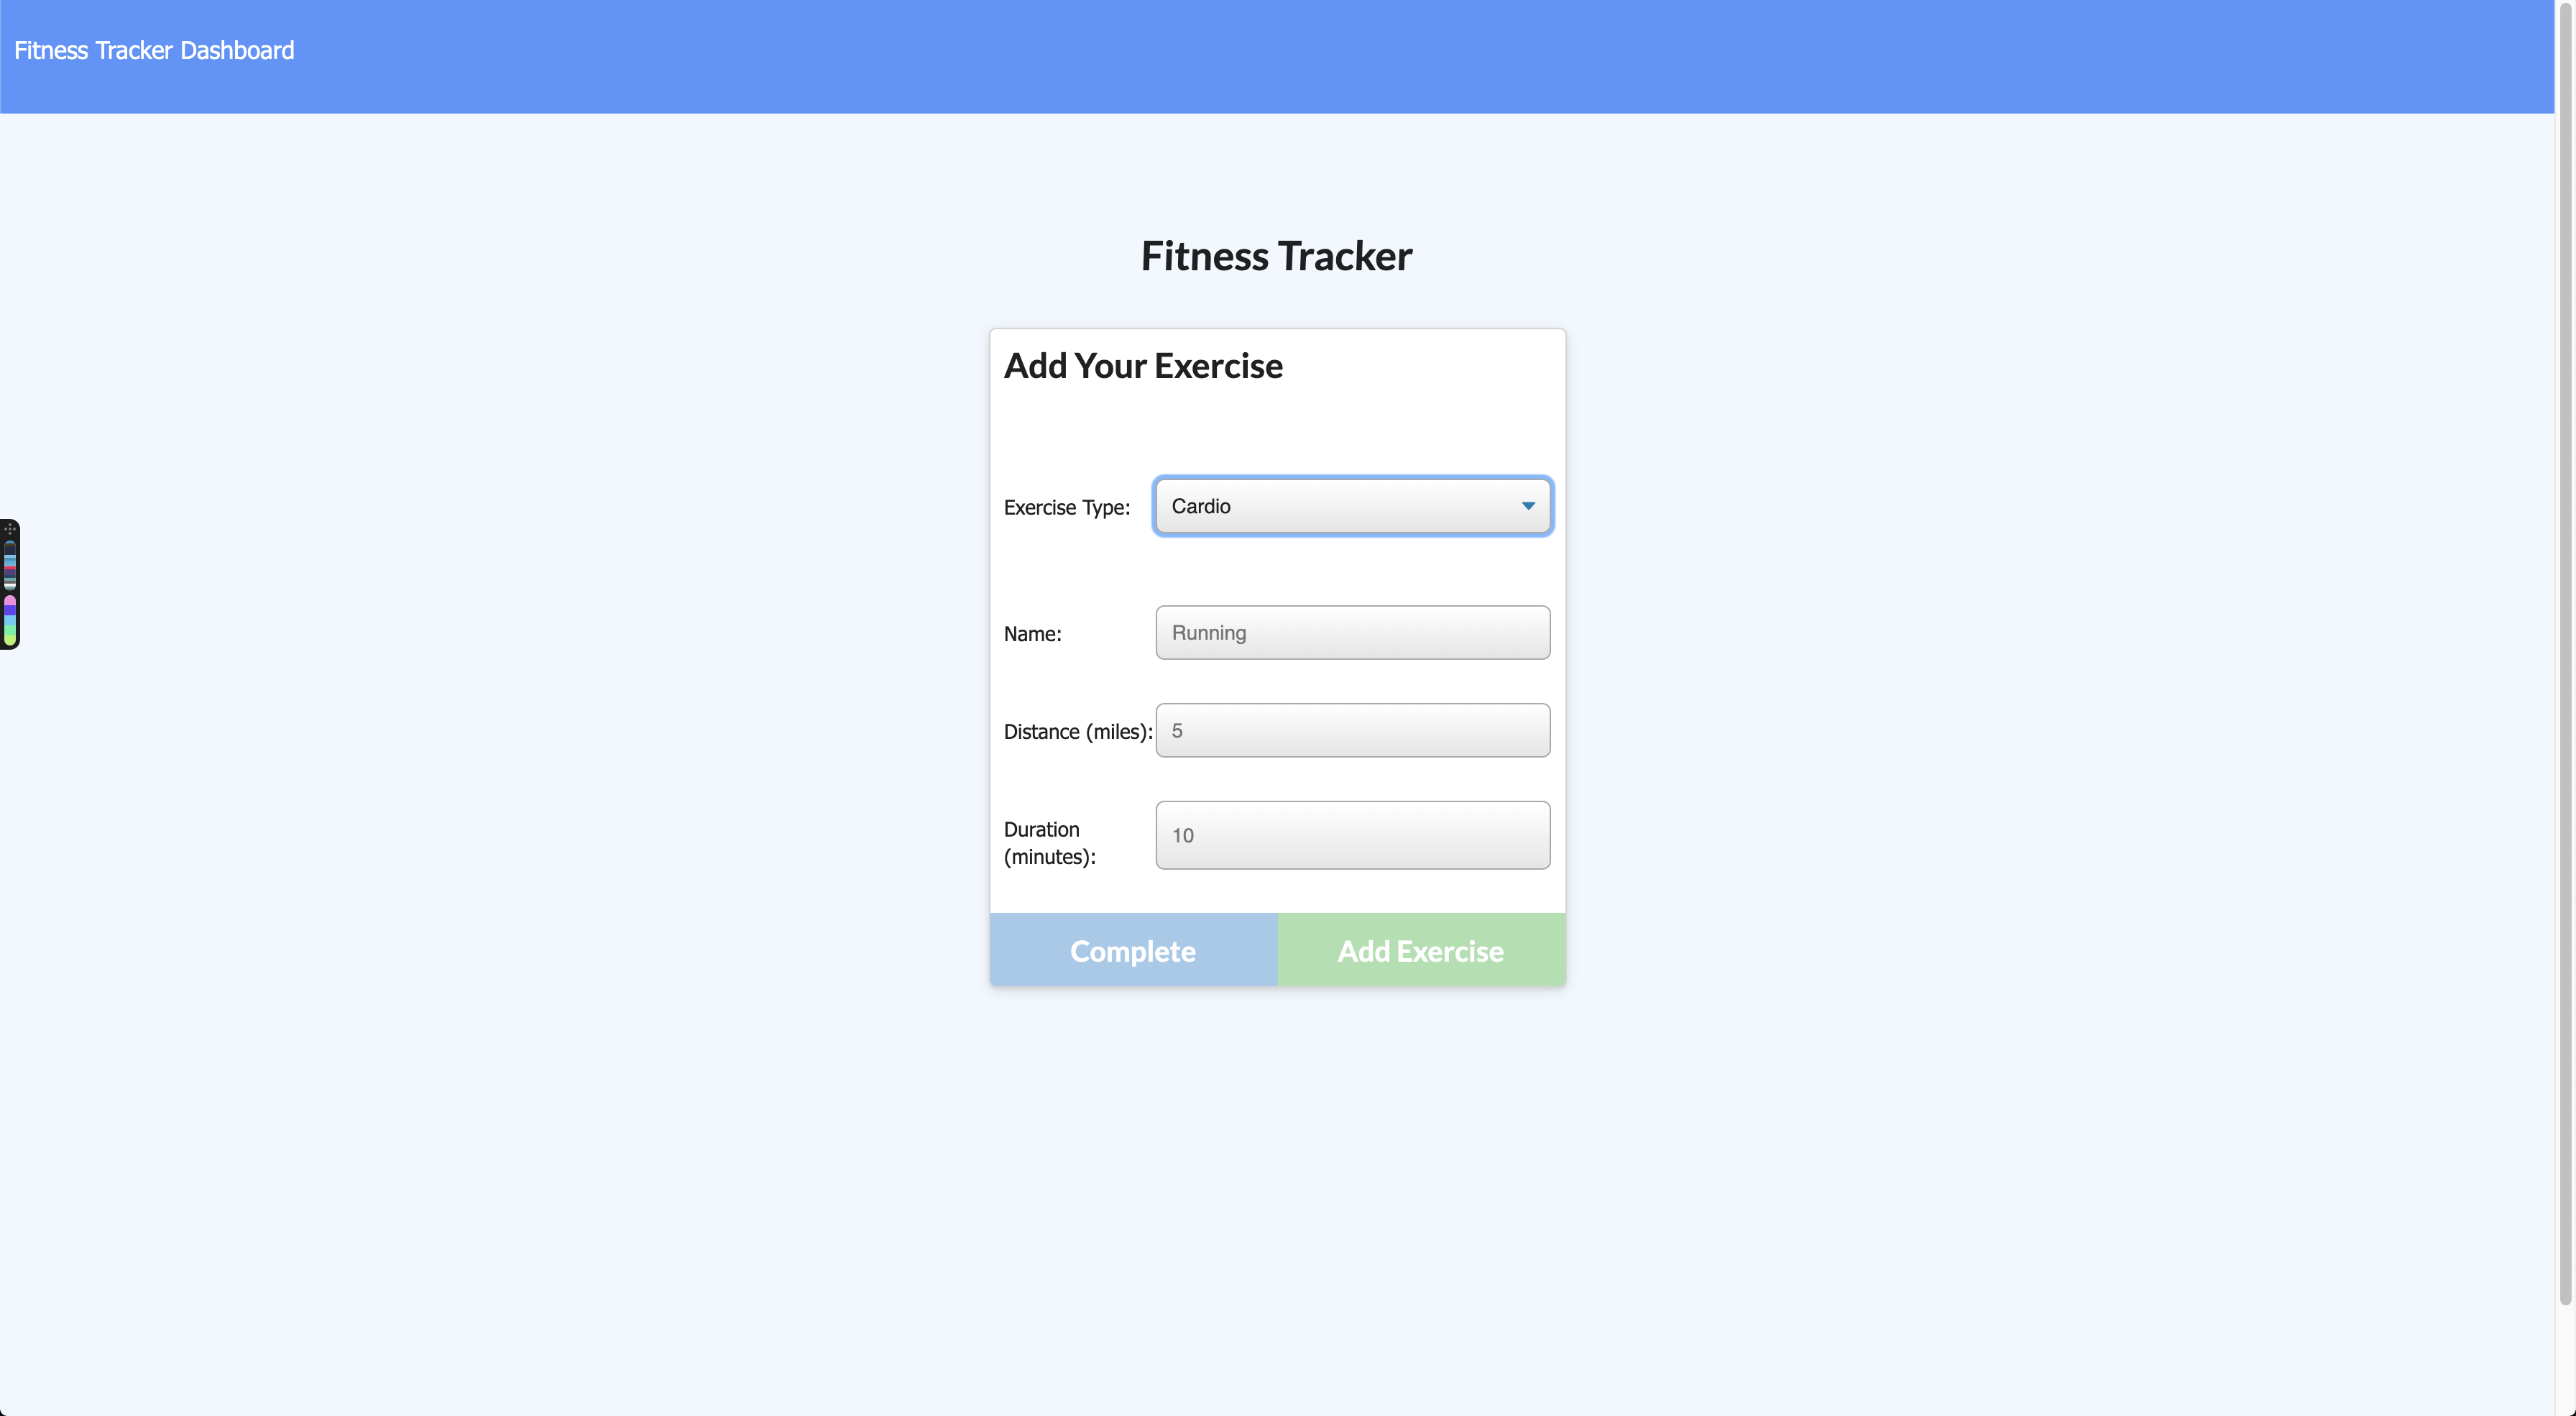 Fitness Tracker Dashboard
Fitness Tracker
Add Your Exercise
Exercise Type: Cardio
Name: Running
Distance (miles): 5
Duration (minutes): 10
Complete Add Exercise